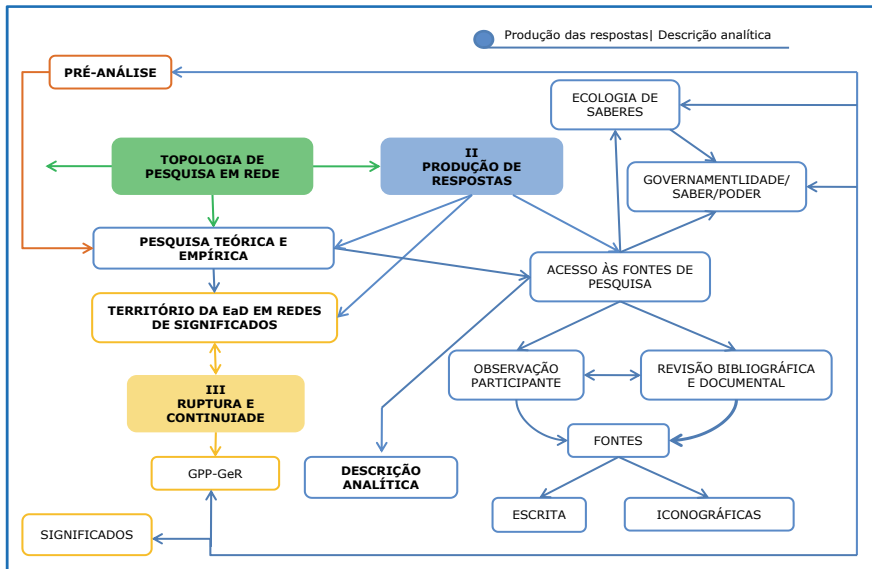 Produção das respostas| Descrição analítica
PRÉ-ANÁLISE
ECOLOGIA DE
SABERES
TOPOLOGIA DE
PESQUISA EM REDE
II
PRODUÇÃO DE
RESPOSTAS
GOVERNAMENTLIDADE/
SABER/PODER
PESQUISA TEÓRICA E
EMPÍRICA
ACESSO ÀS FONTES DE
PESQUISA
TERRITÓRIO DA EaD EM REDES
DE SIGNIFICADOS
OBSERVAÇÃO
PARTICIPANTE
REVISÃO BIBLIOGRÁFICA
E DOCUMENTAL
III
RUPTURA E
CONTINUIADE
FONTES
GPP-GeR
DESCRIÇÃO
ANALÍTICA
ESCRITA
ICONOGRÁFICAS
SIGNIFICADOS